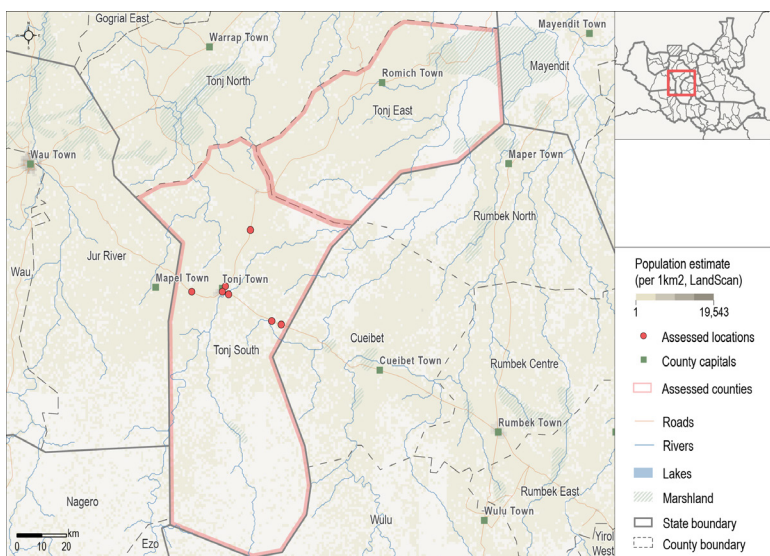 Gogrial East
Warrap Town
Mayendit Town
Tonj North
Romich Town
Mayendit
Tonj East
Wau Town
Maper Town
Rumbek North
Jur River
Wau
Mapel Town
Tonj Town
Tonj South
Cueibet
Cueibet Town
Rumbek Centre
Rumbek Town
Rumbek East
Nagero
Wulu Town
Wulu
Ezo
Yirol
West
km
0
10
20
Population estimate
(per 1km2, LandScan)
1
19,543
Assessed locations
County capitals
Assessed counties
Roads
Rivers
Lakes
Marshland
State boundary
County boundary